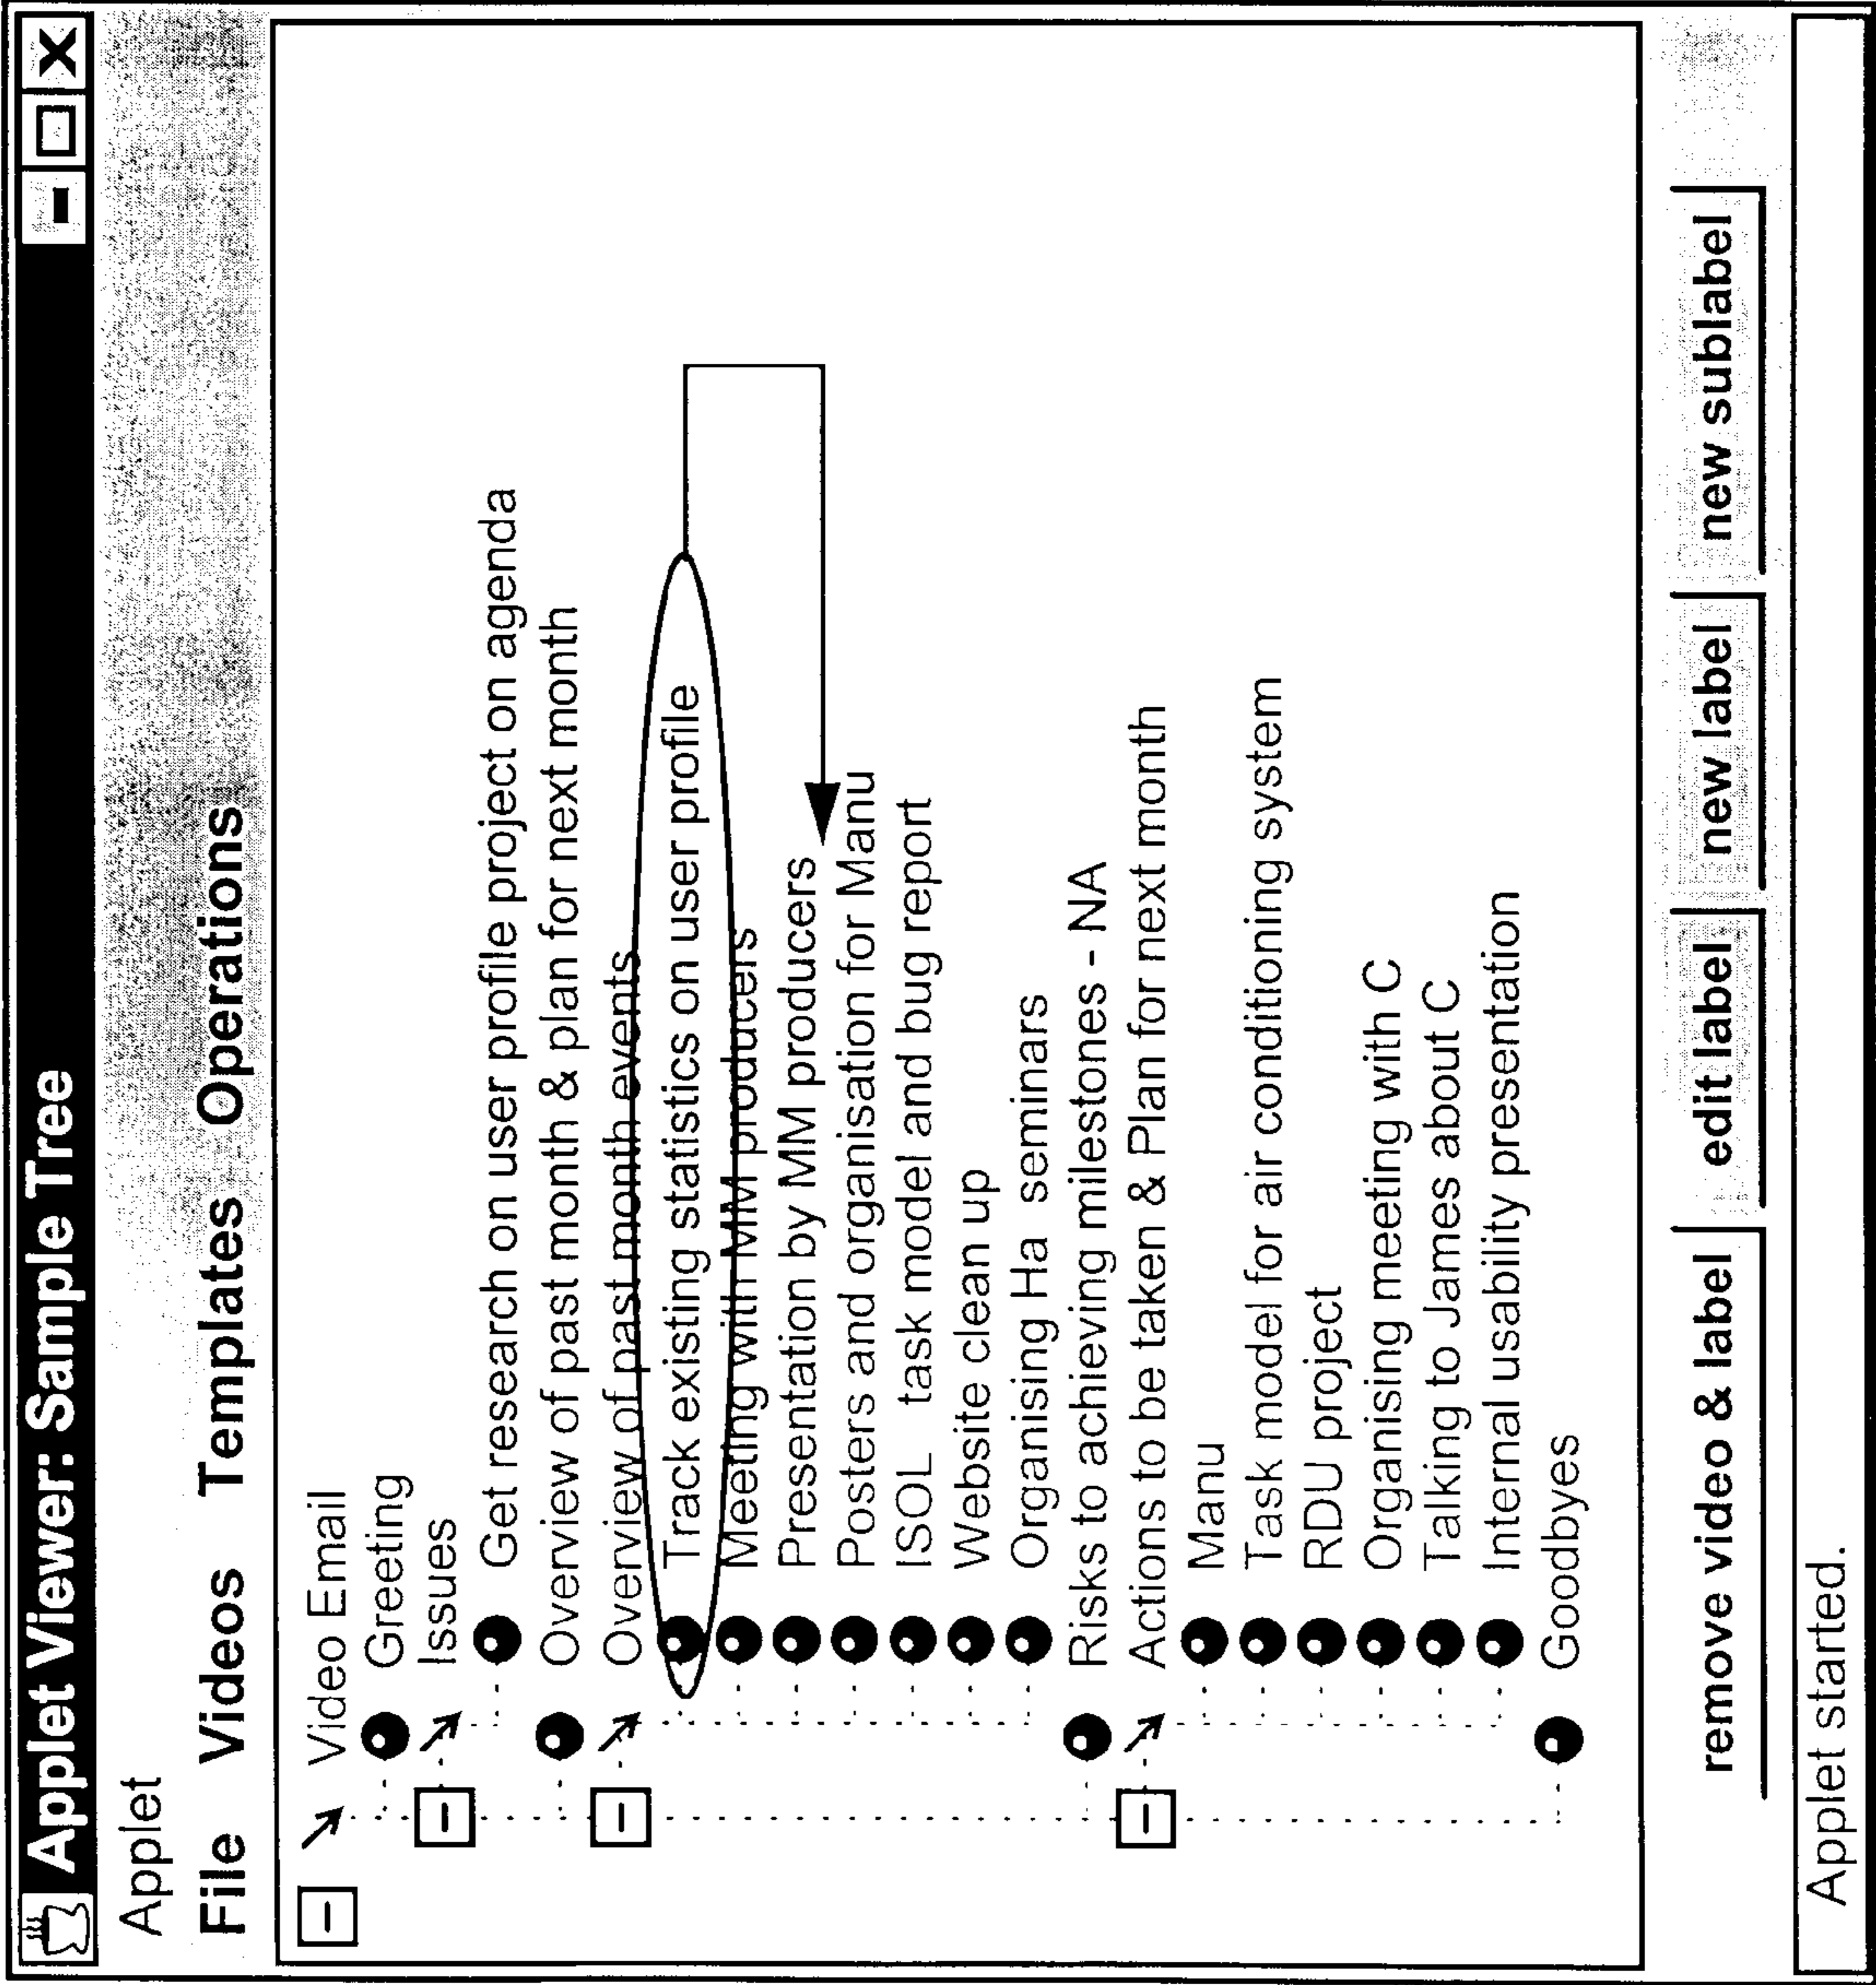 Applet Viewer: Sample Tree
Applet
File Videos Templates Operations
Video Email
Greeting
Issues
Get research on user profile project on agenda
Overview of past month & plan for next month
Overview of past month events
Track existing statistics on user profile
Meeting with MM producers
Presentation by MM producers
Posters and organisation for Manu
ISOL task model and bug report
Website clean up
Organising Ha seminars
Risks to achieving milestones - NA
Actions to be taken & Plan for next month
Manu
Task model for air conditioning system
RDU project
Organising meeting with C
Talking to James about C
Internal usability presentation
Goodbyes
remove video & label edit label new label new sublabel
Applet started.